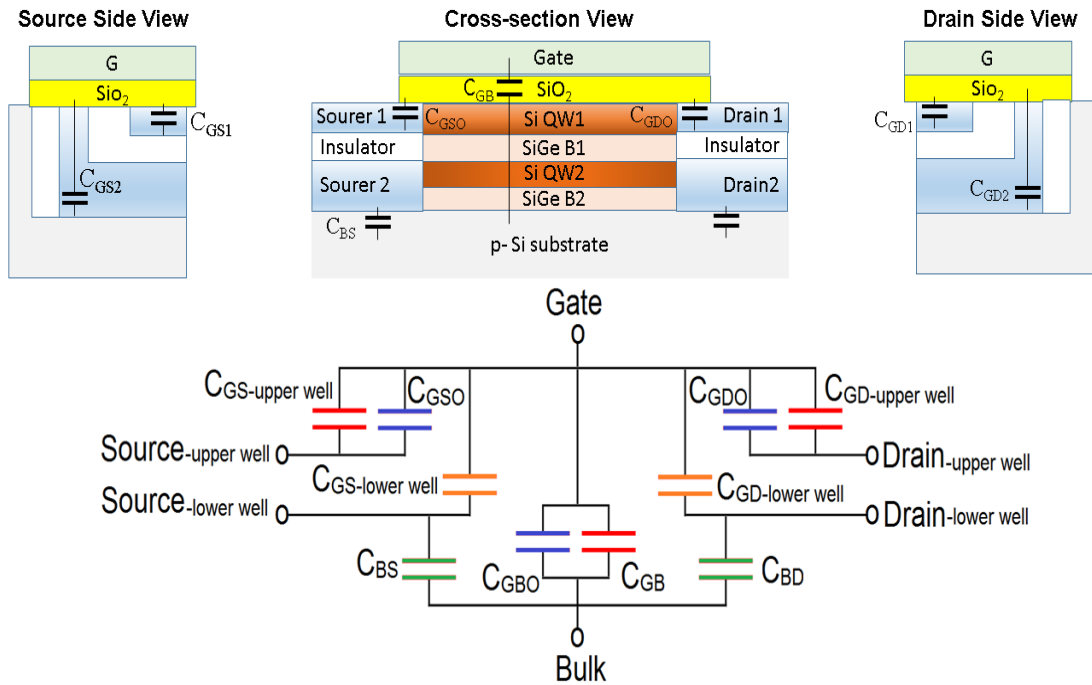 Source Side View
Cross-section View
Drain Side View
G
Sio2
CGS1
CGS2
Gate
CGB
SiO2
Sourer 1
CGSO
Si QW1
CGDO
Drain 1
Insulator
SiGe B1
Insulator
Sourer 2
Si QW2
Drain2
SiGe B2
CBS
p- Si substrate
G
SiO2
CGD1
CGD2
Gate
CGS-upper well
CGSO
CGDO
CGD-upper well
Source-upper well
Drain-upper well
CGS-lower well
CGD-lower well
Source-lower well
Drain-lower well
CBS
CGBO
CGB
CBD
Bulk